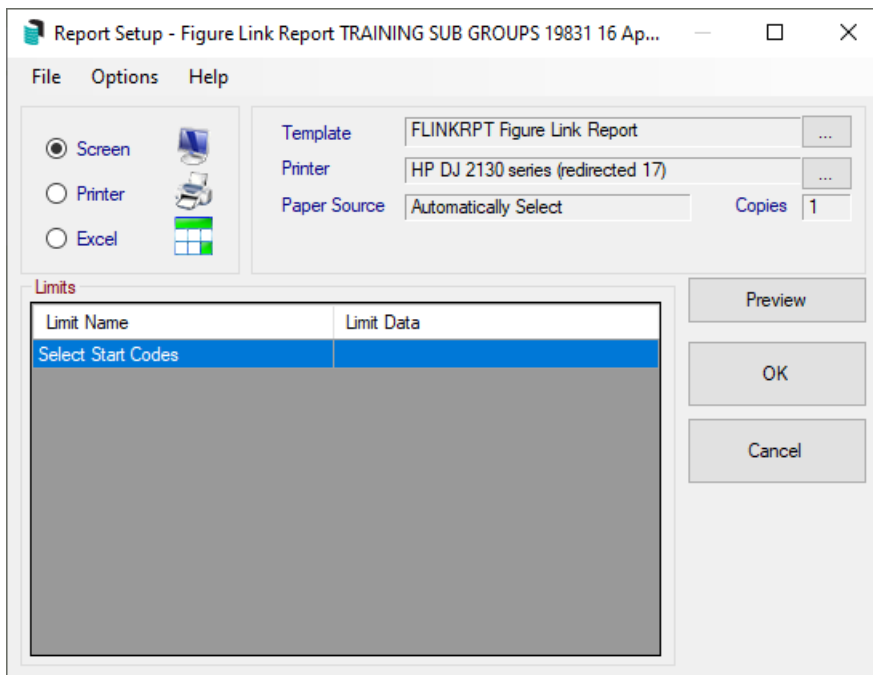 Report Setup - Figure Link Report TRAINING SUB GROUPS 19831 16 Ap...
File Options Help
Screen
Printer
Excel
Template FLINKRPT Figure Link Report ...
Printer HP DJ 2130 series (redirected 17) ...
Paper Source Automatically Select Copies 1
Limits
Limit Name Limit Data
Select Start Codes
Preview
OK
Cancel